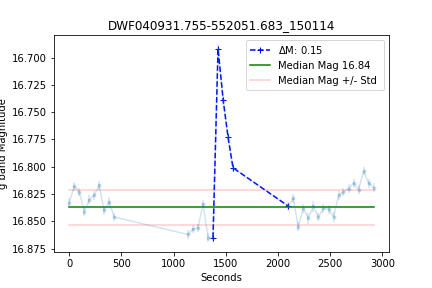 DWF040931.755-552051.683_150114
ΔM: 0.15
Median Mag 16.84
Median Mag +/- Std
g band Magnitude
16.700
16.725
16.750
16.775
16.800
16.825
16.850
16.875
0 500 1000 1500 2000 2500 3000
Seconds